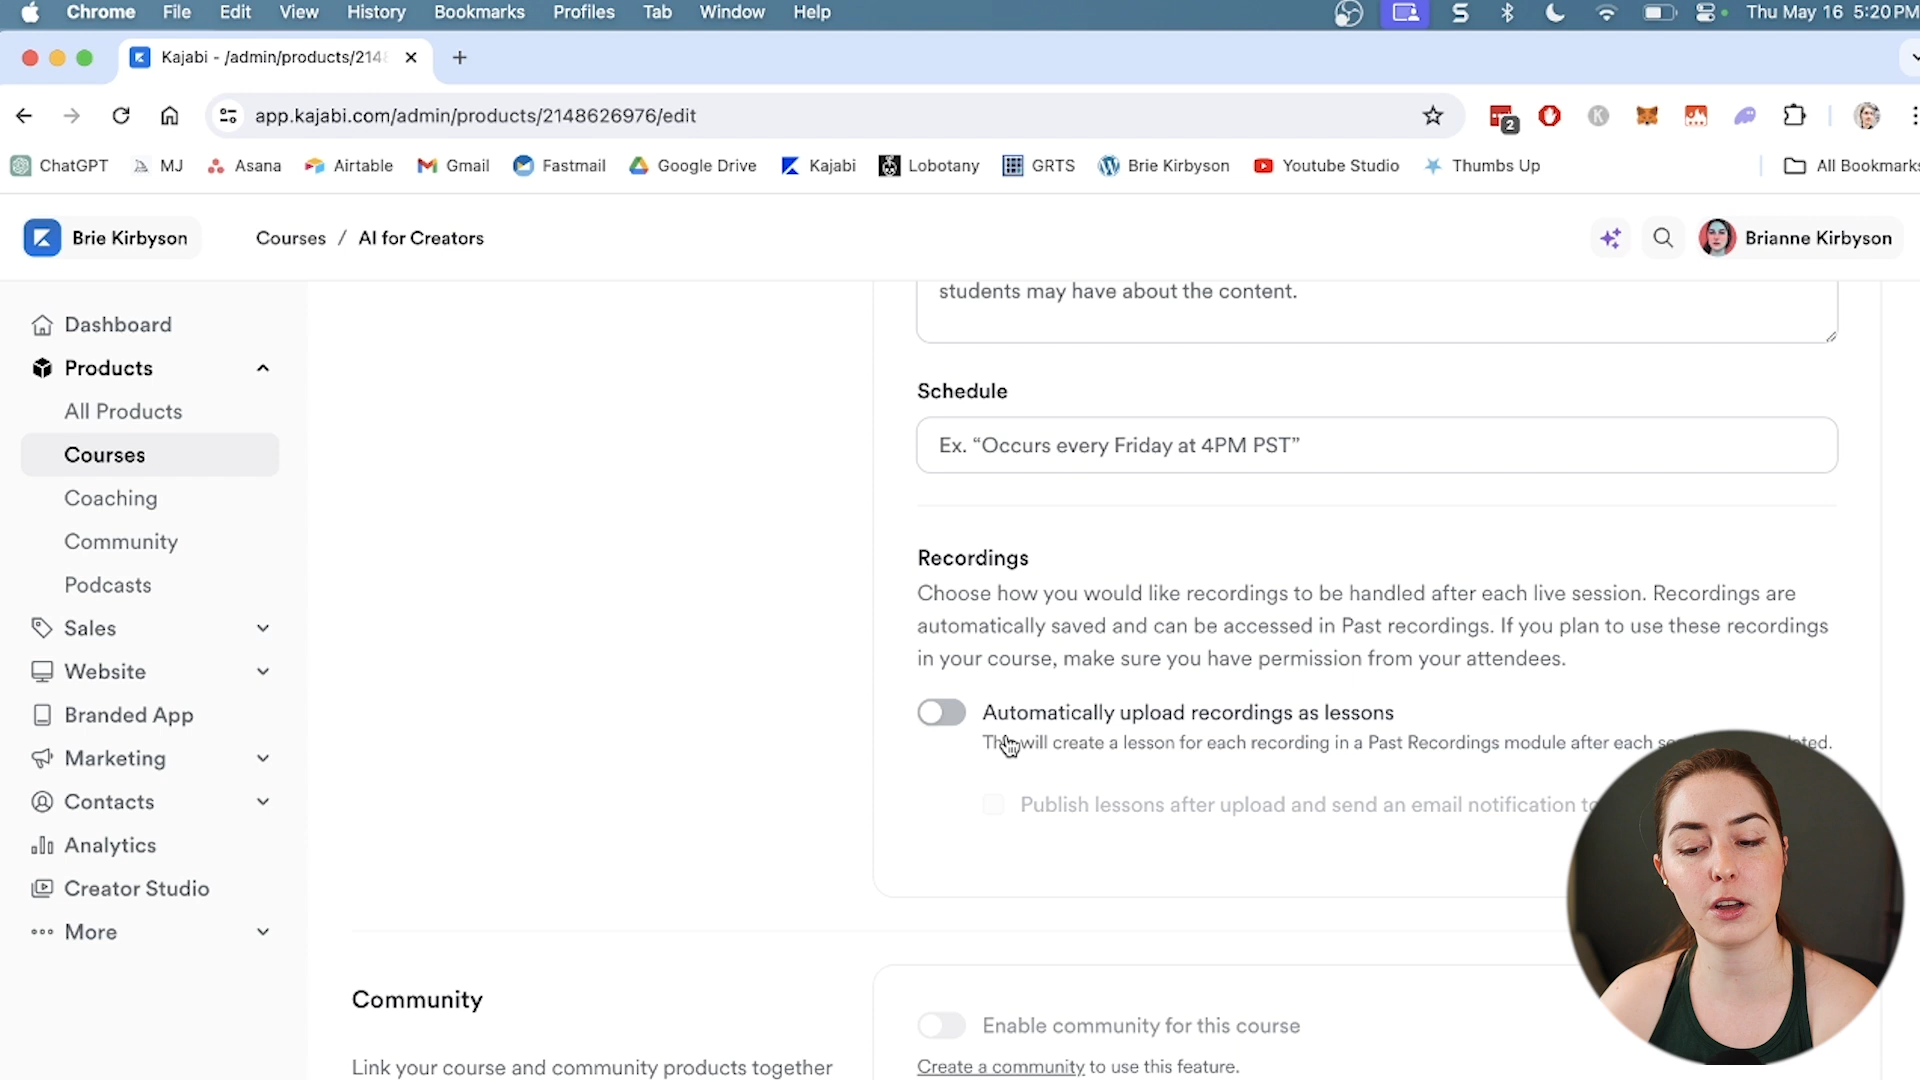 Chrome File Edit View History Bookmarks Profiles Tab Window Help Thu May 16 5:20PM
Kajabi - /admin/products/2148
app.kajabi.com/admin/products/2148626976/edit
2
ChatGPT MJ Asana Airtable Gmail Fastmail Google Drive Kajabi Lobotany GRTS Brie Kirbyson Youtube Studio Thumbs Up All Bookmarks
Brie Kirbyson Courses / AI for Creators Brianne Kirbyson
students may have about the content.
Dashboard
Products
All Products
Courses
Coaching
Community
Podcasts
Sales
Website
Branded App
Marketing
Contacts
Analytics
Creator Studio
More
Schedule
Ex. “Occurs every Friday at 4PM PST”
Recordings
Choose how you would like recordings to be handled after each live session. Recordings are
automatically saved and can be accessed in Past recordings. If you plan to use these recordings
in your course, make sure you have permission from your attendees.
Automatically upload recordings as lessons
will create a lesson for each recording in a Past Recordings module after each
Publish lessons after upload and send an email notification
Community
Link your course and community products together
Enable community for this course
Create a community to use this feature.